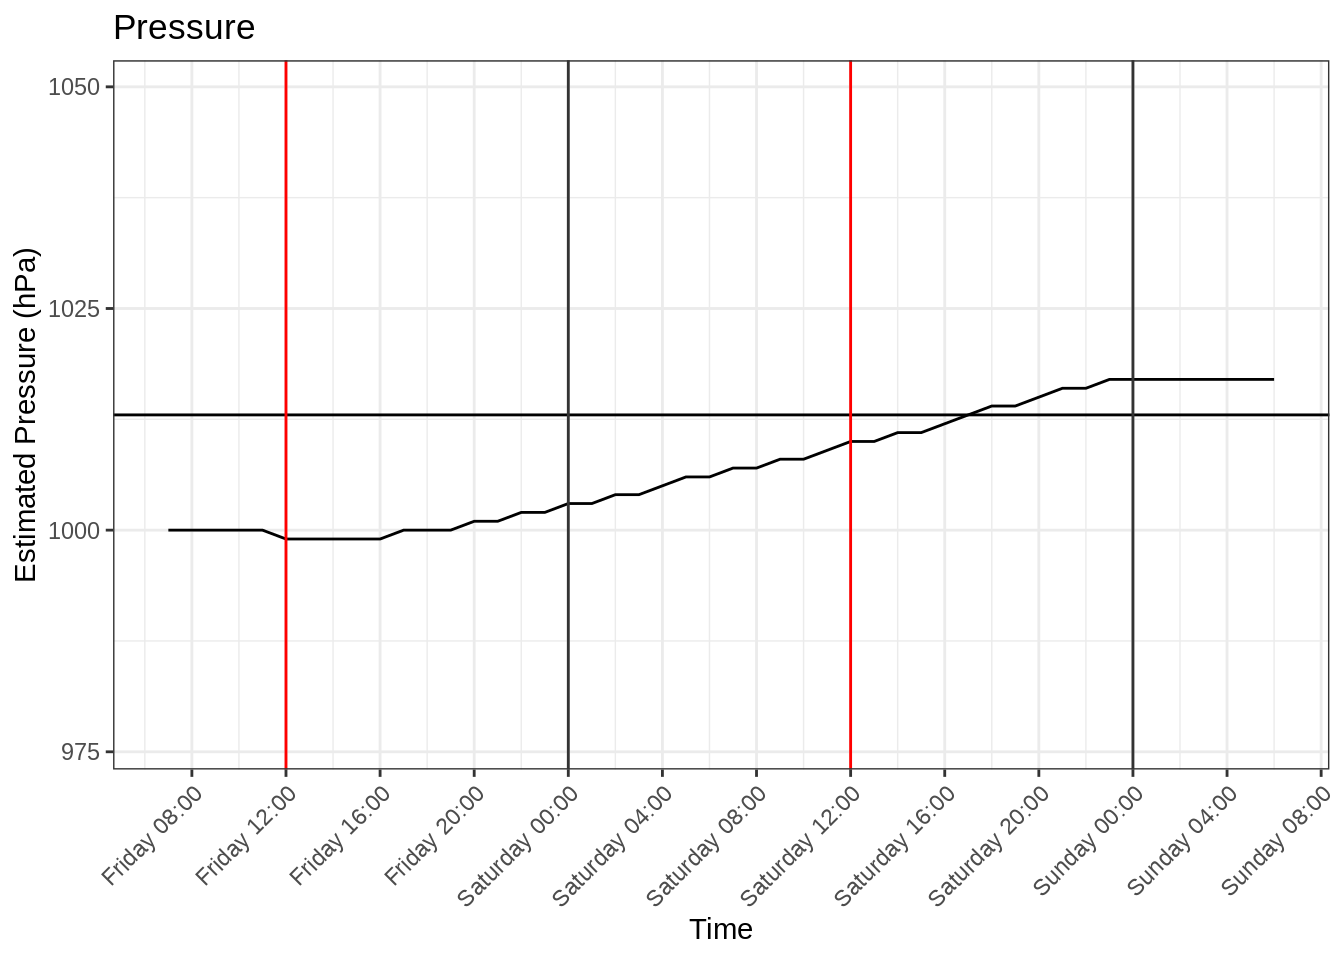 Pressure
Estimated Pressure (hPa)
1050
1025
1000
975
Friday 08:00
Friday 12:00
Friday 16:00
Friday 20:00
Saturday 00:00
Saturday 04:00
Saturday 08:00
Saturday 12:00
Saturday 16:00
Saturday 20:00
Sunday 00:00
Sunday 04:00
Sunday 08:00
Time